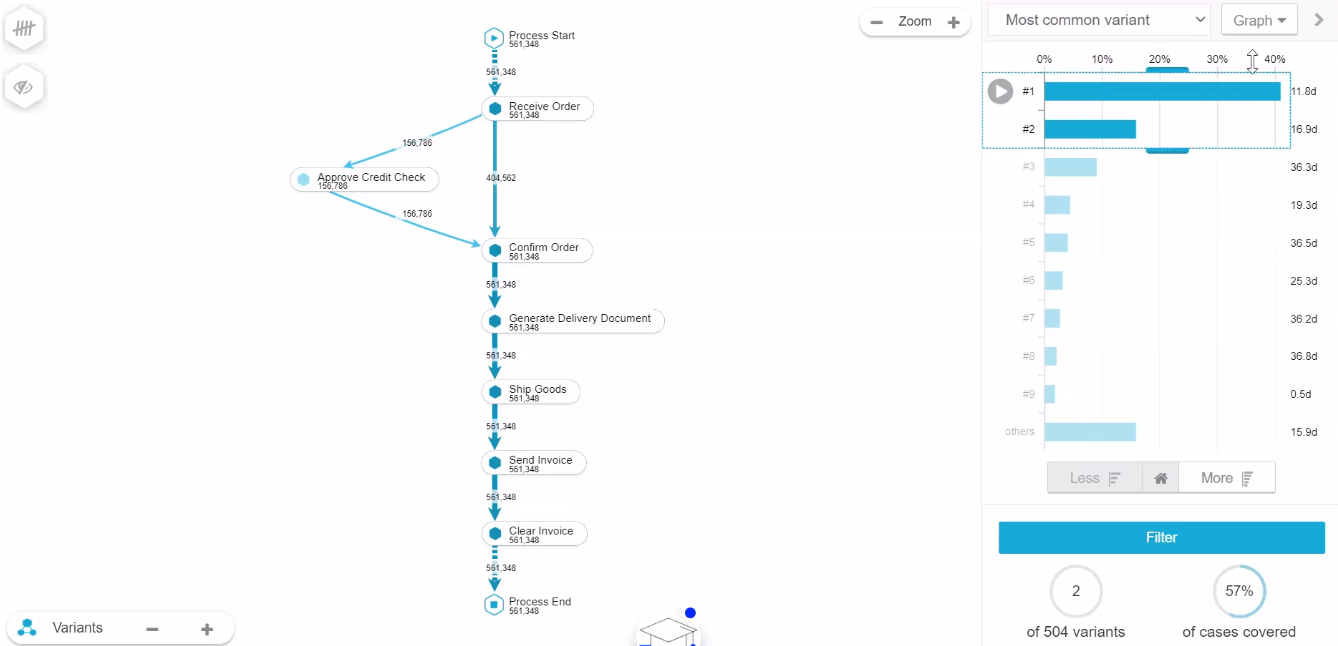 Process Start
561,348
561,348
Receive Order
561,348
156,786
404,562
Approve Credit Check
156,786
156,786
Confirm Order
561,348
561,348
Generate Delivery Document
561,348
561,348
Ship Goods
561,348
561,348
Send Invoice
561,348
561,348
Clear Invoice
561,348
561,348
Process End
561,348
Variants
Zoom
Most common variant
Graph
0% 10% 20% 30% 40%
#1 11.8d
#2 16.9d
#3 36.3d
#4 19.3d
#5 36.5d
#6 25.3d
#7 36.2d
#8 36.8d
#9 0.5d
others 15.9d
Less More
Filter
2 57%
of 504 variants of cases covered